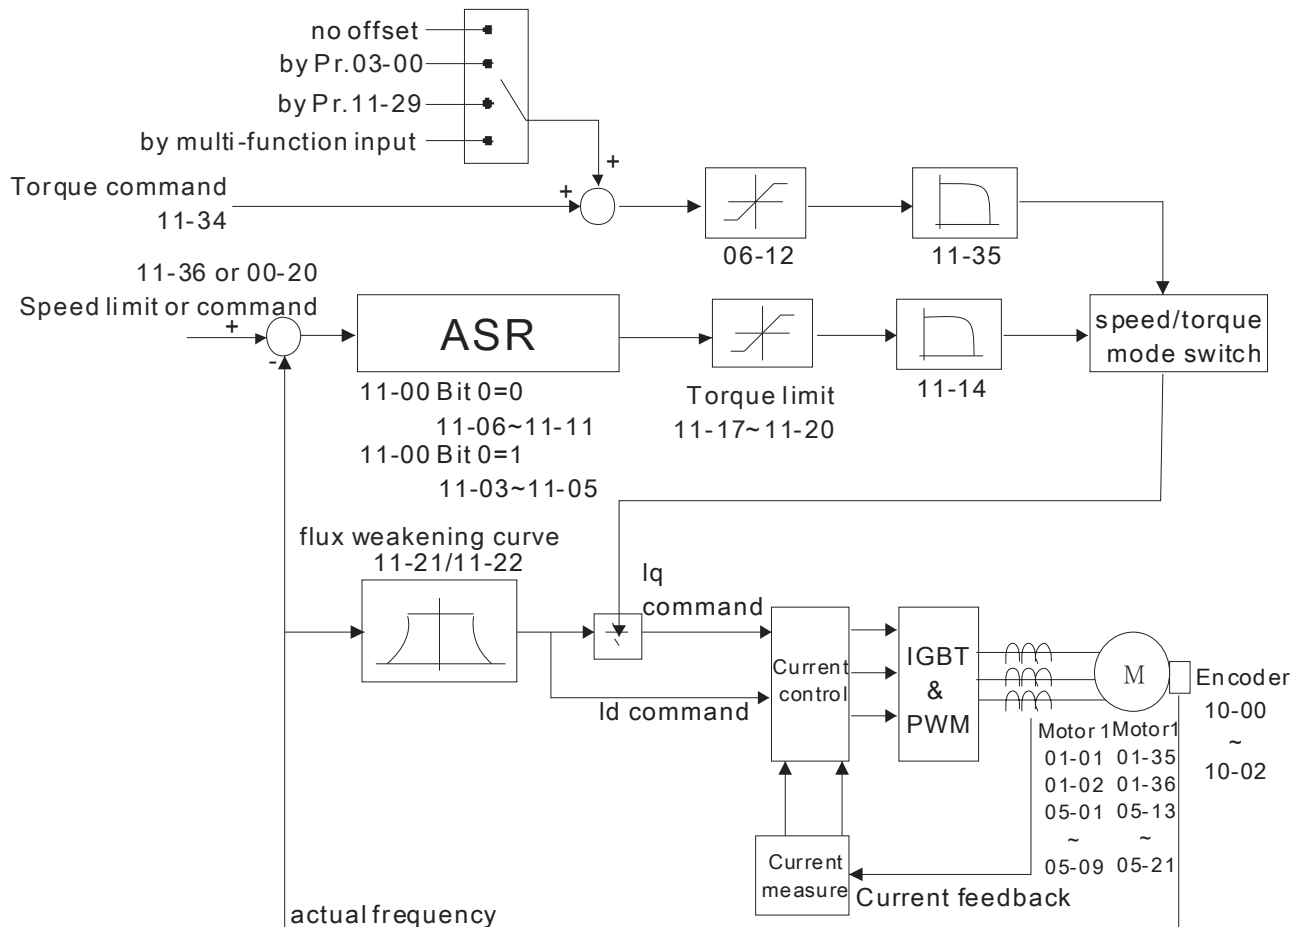 no offset
by Pr.03-00
by Pr.11-29
by multi-function input
+
Torque command
+
11-34
06-12
11-35
11-36 or 00-20
Speed limit or command
+
-
ASR
speed/torque
mode switch
11-00 Bit 0=0
11-06~11-11
11-00 Bit 0=1
11-03~11-05
Torque limit
11-17~11-20
11-14
flux weakening curve
11-21/11-22
Iq
command
Id command
Current
control
IGBT
&
PWM
M
Encoder
10-00
~
10-02
Motor 1
01-01
01-02
05-01
~
05-09
Motor1
01-35
01-36
05-13
~
05-21
Current
measure
Current feedback
actual frequency